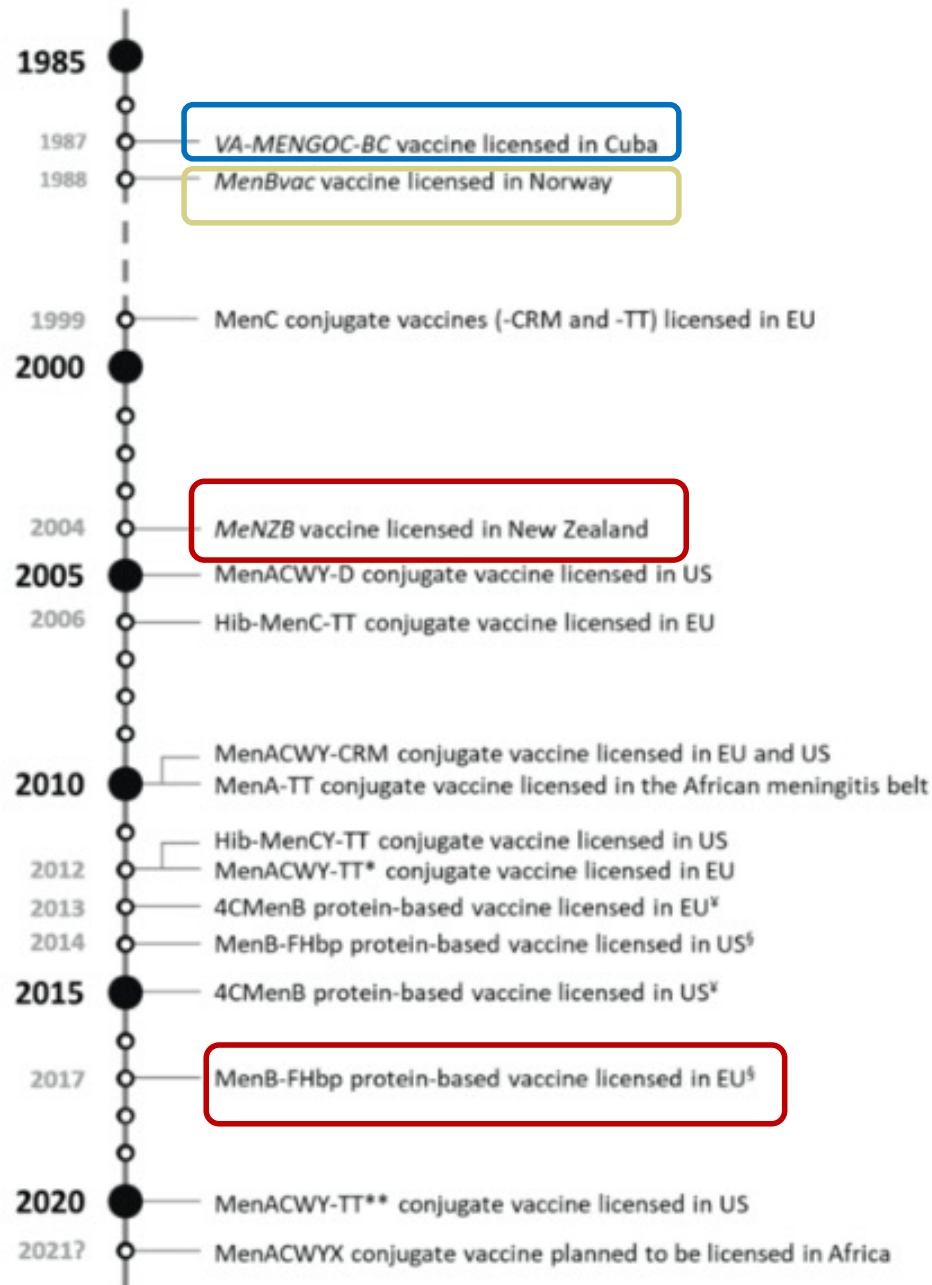 1985
1987 VA-MENGOC-BC vaccine licensed in Cuba
1988 MenBvac vaccine licensed in Norway
1999 MenC conjugate vaccines (-CRM and -TT) licensed in EU
2000
2004 MeNZB vaccine licensed in New Zealand
2005 MenACWY-D conjugate vaccine licensed in US
2006 Hib-MenC-TT conjugate vaccine licensed in EU
MenACWY-CRM conjugate vaccine licensed in EU and US
2010 MenA-TT conjugate vaccine licensed in the African meningitis belt
Hib-MenCY-TT conjugate vaccine licensed in US
2012 MenACWY-TT* conjugate vaccine licensed in EU
2013 4CMenB protein-based vaccine licensed in EU¥
2014 MenB-FHbp protein-based vaccine licensed in US§
2015 4CMenB protein-based vaccine licensed in US¥
2017 MenB-FHbp protein-based vaccine licensed in EU§
2020 MenACWY-TT** conjugate vaccine licensed in US
2021? MenACWYX conjugate vaccine planned to be licensed in Africa